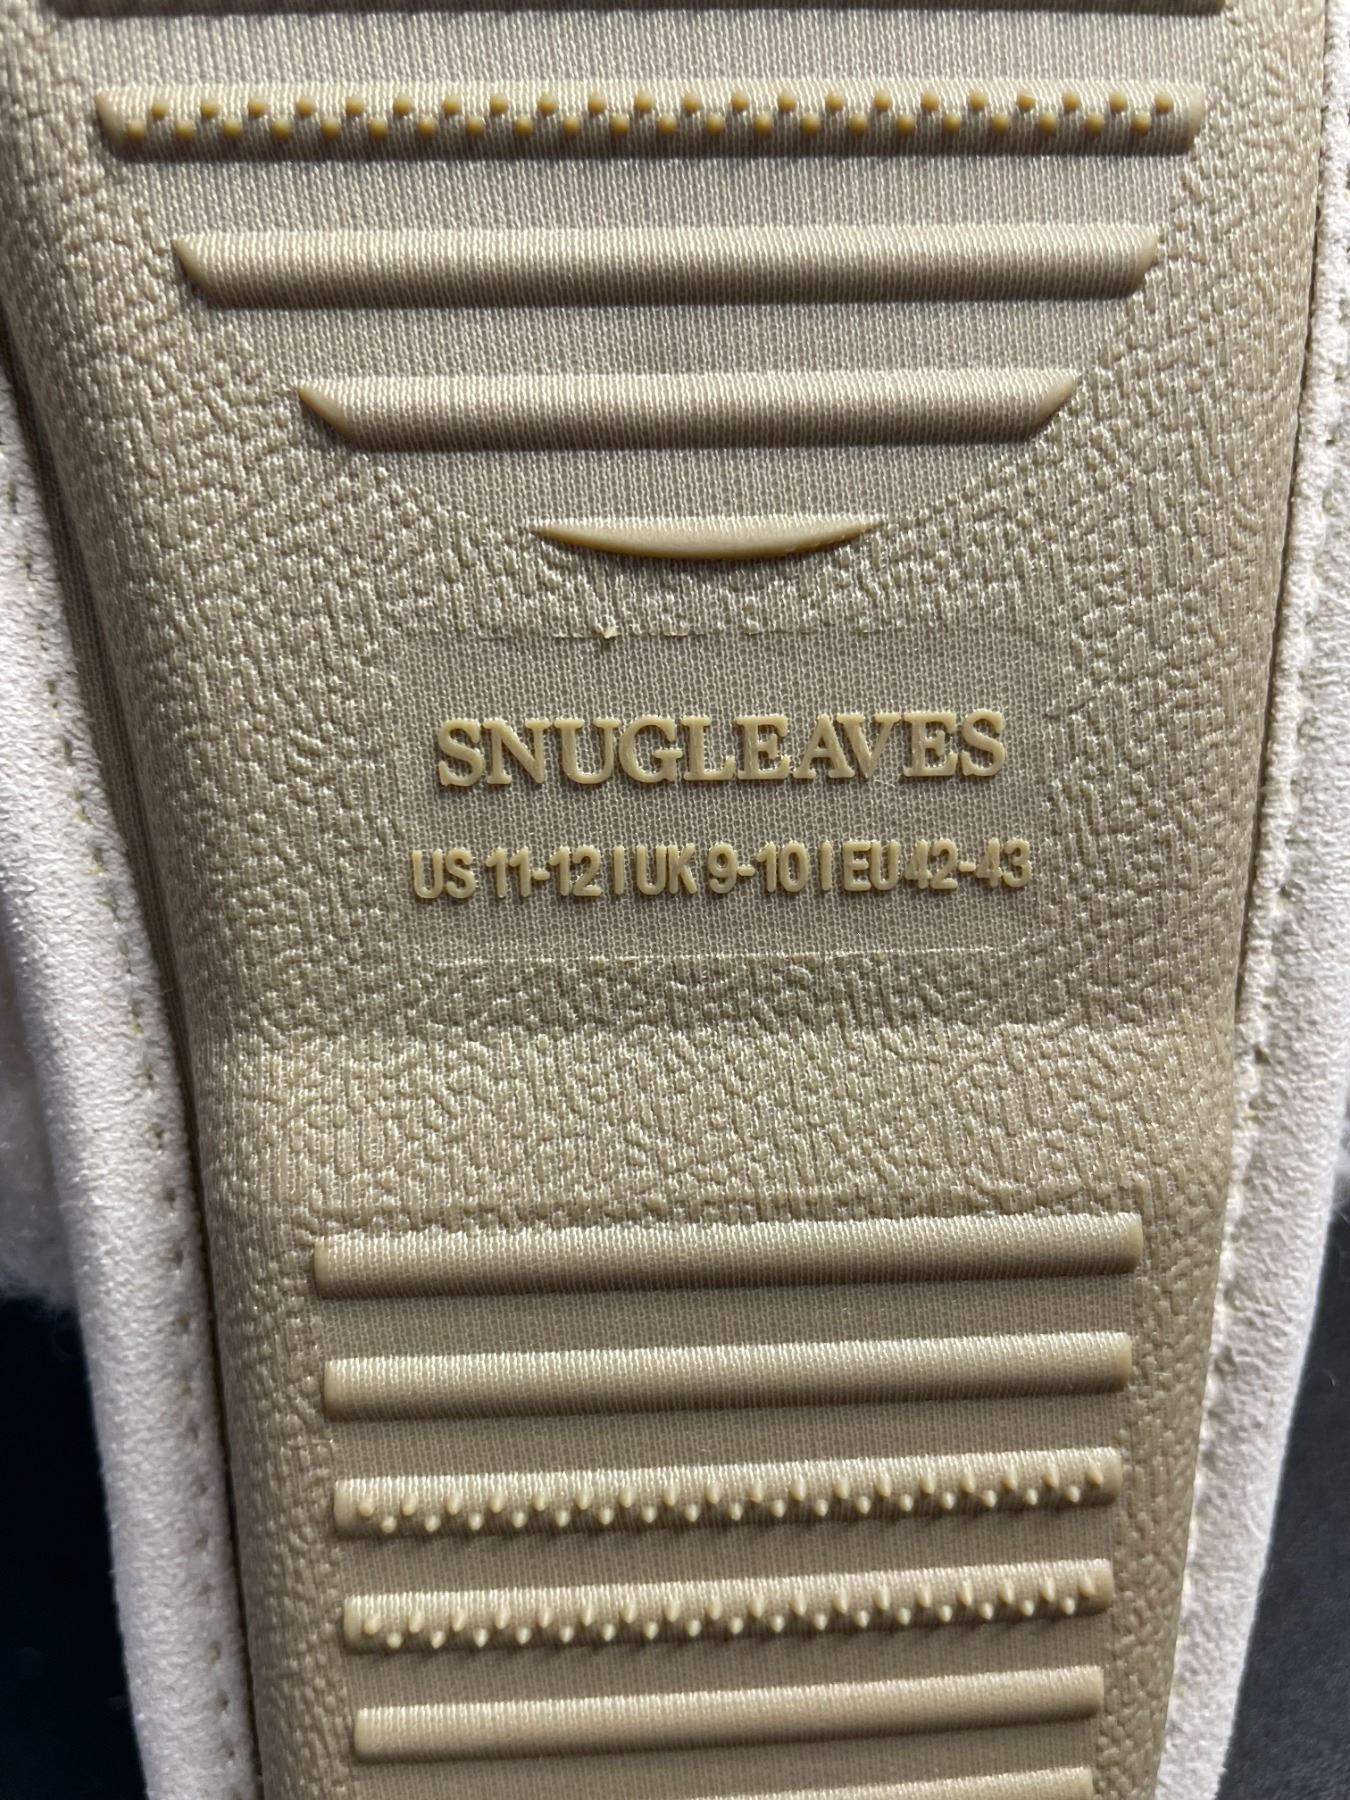 SNUGLEAVES
US 11-12 | UK 9-10 | EU 42-43